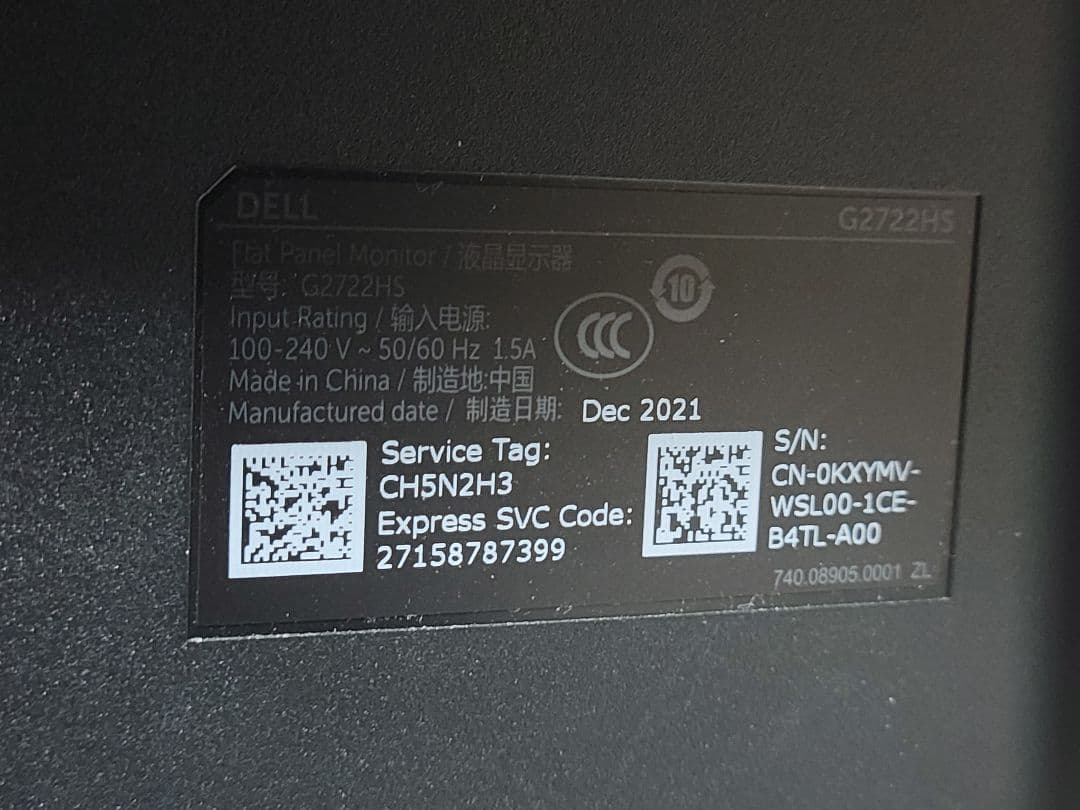 DELL G2722HS
Flat Panel Monitor / 液晶显示器
型号: G2722HS
Input Rating / 输入电源:
100-240 V ~ 50/60 Hz 1.5A
Made in China / 制造地:中国
Manufactured date / 制造日期: Dec 2021
10
CCC
Service Tag:
CH5N2H3
Express SVC Code:
27158787399
S/N:
CN-0KXYMV-
WSL00-1CE-
B4TL-A00
740.08905.0001 ZL